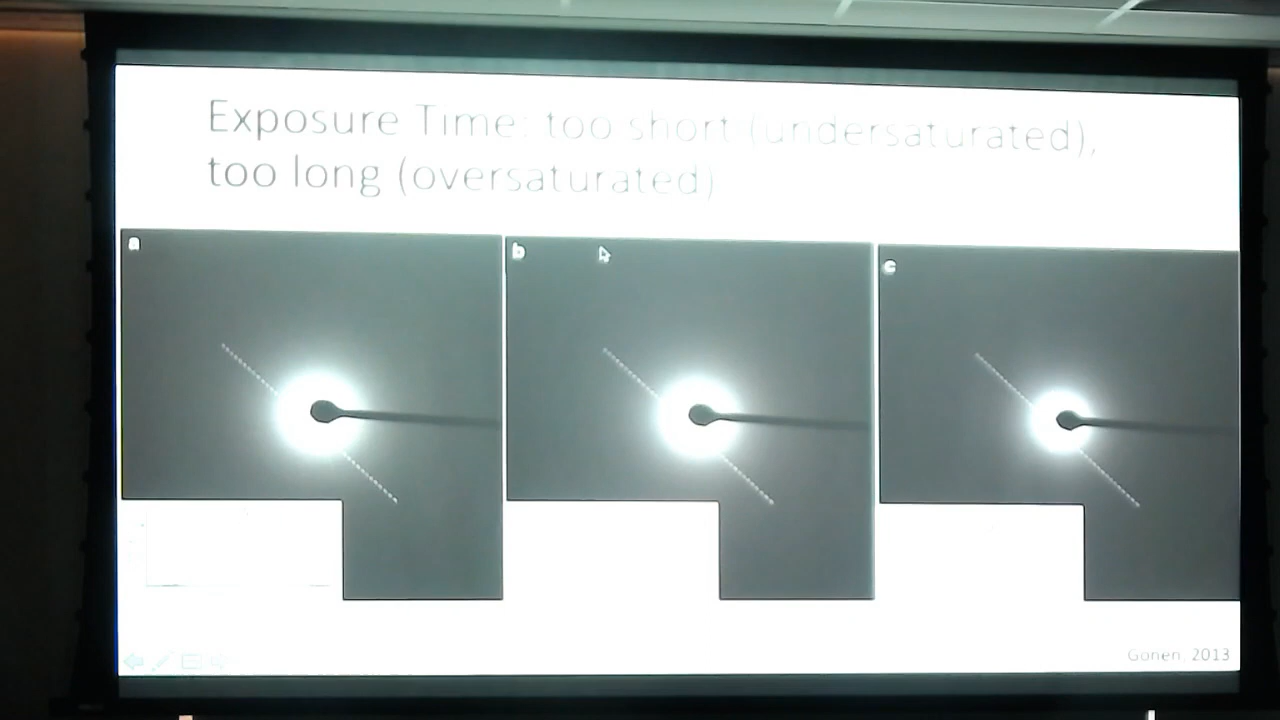 Exposure Time: too short (undersaturated),
too long (oversaturated)
a
b
c
Gonen, 2013